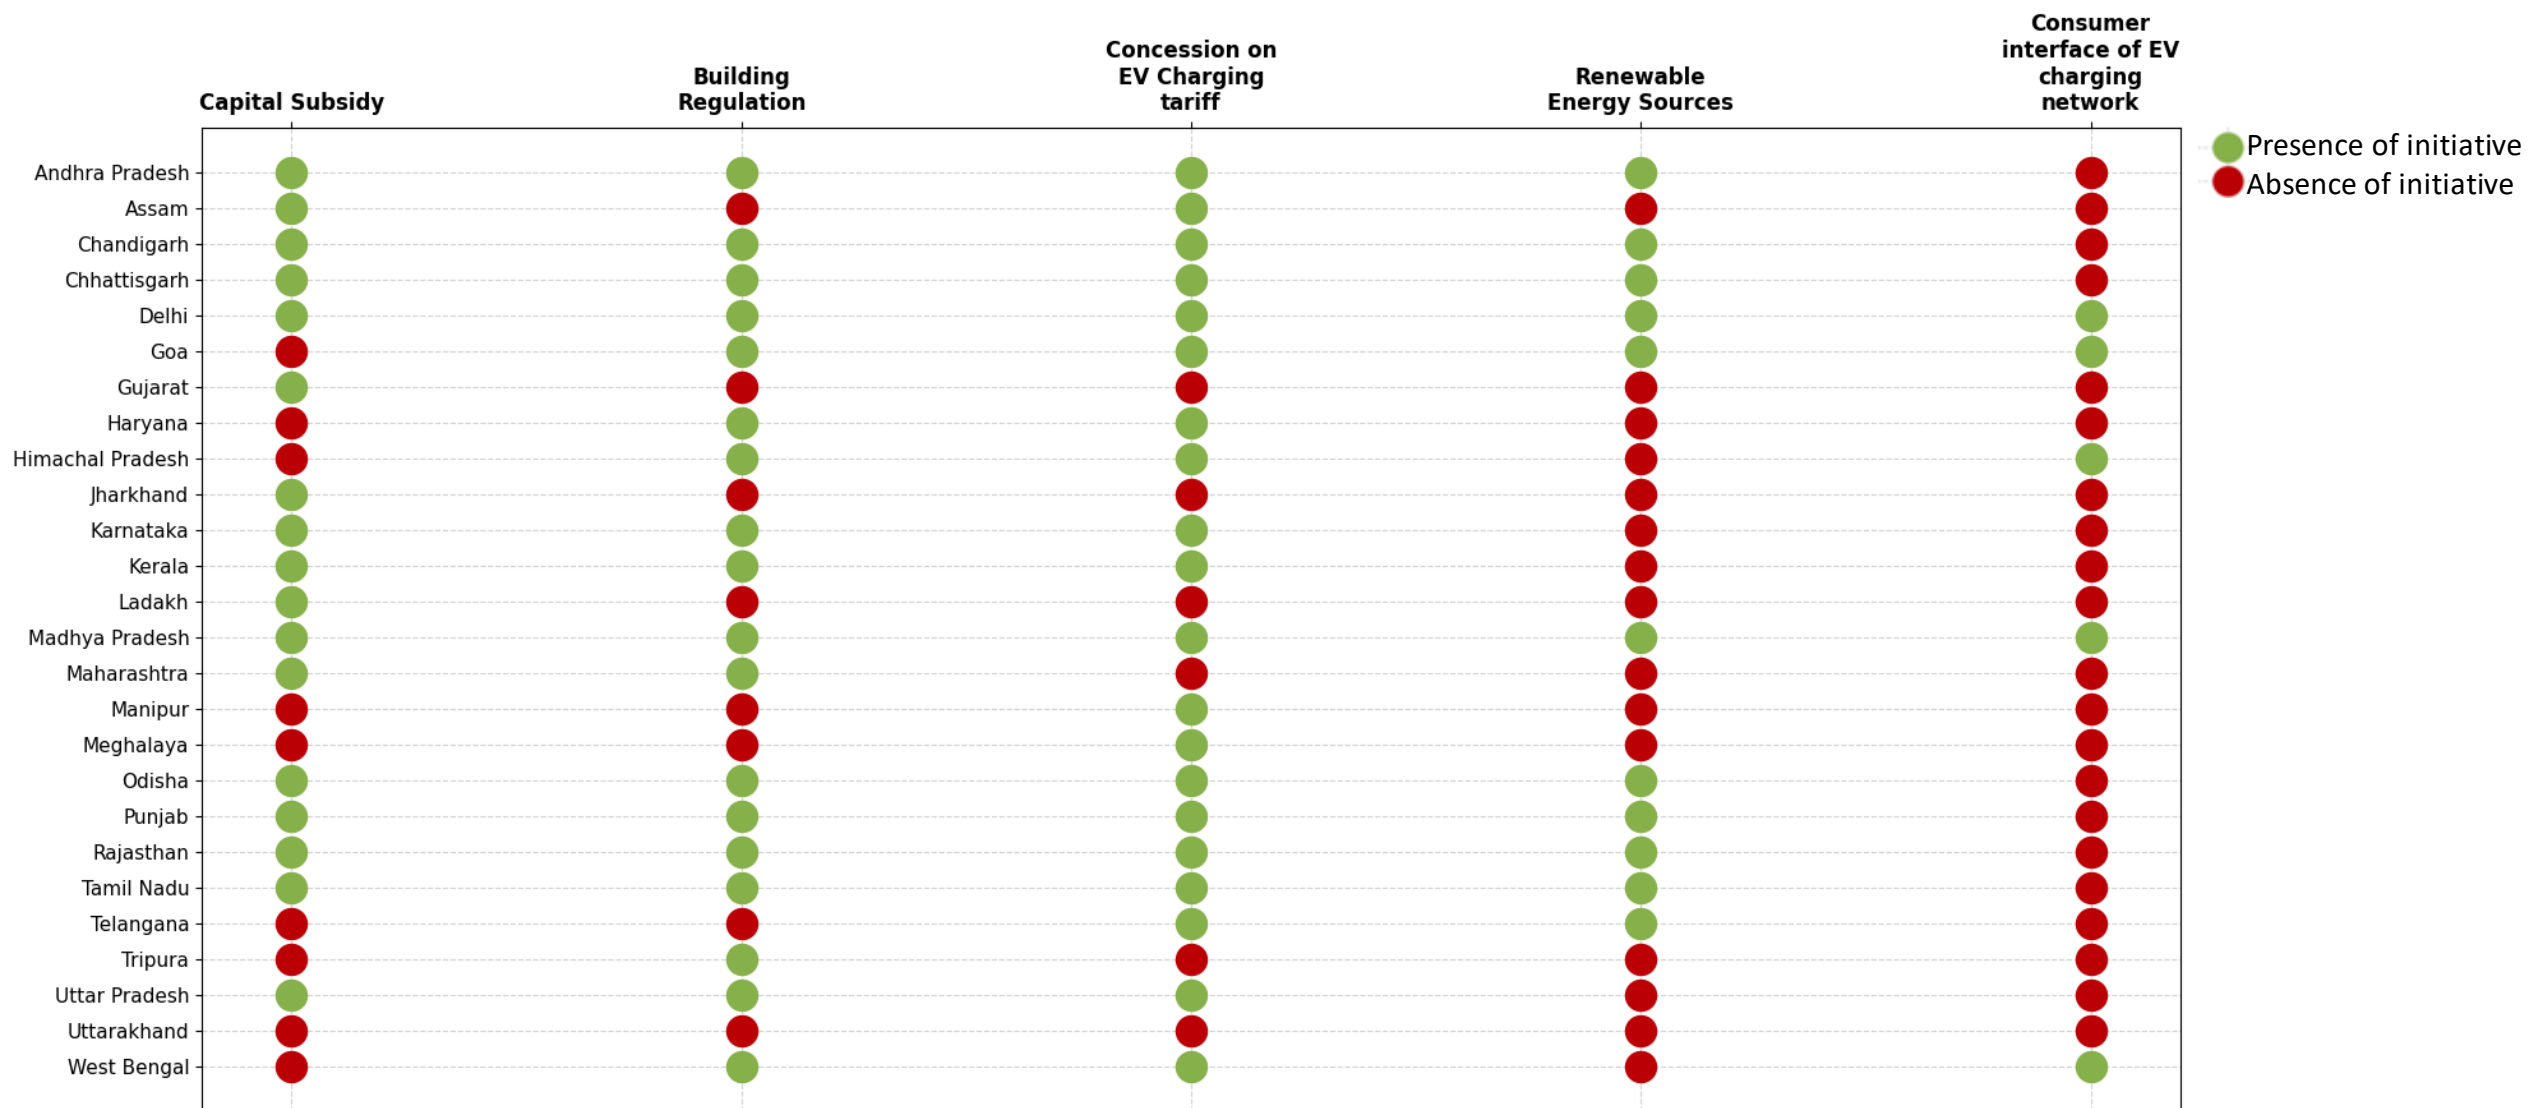 Capital Subsidy
Building
Regulation
Concession on
EV Charging
tariff
Renewable
Energy Sources
Consumer
interface of EV
charging
network
Presence of initiative
Absence of initiative
Andhra Pradesh
Assam
Chandigarh
Chhattisgarh
Delhi
Goa
Gujarat
Haryana
Himachal Pradesh
Jharkhand
Karnataka
Kerala
Ladakh
Madhya Pradesh
Maharashtra
Manipur
Meghalaya
Odisha
Punjab
Rajasthan
Tamil Nadu
Telangana
Tripura
Uttar Pradesh
Uttarakhand
West Bengal